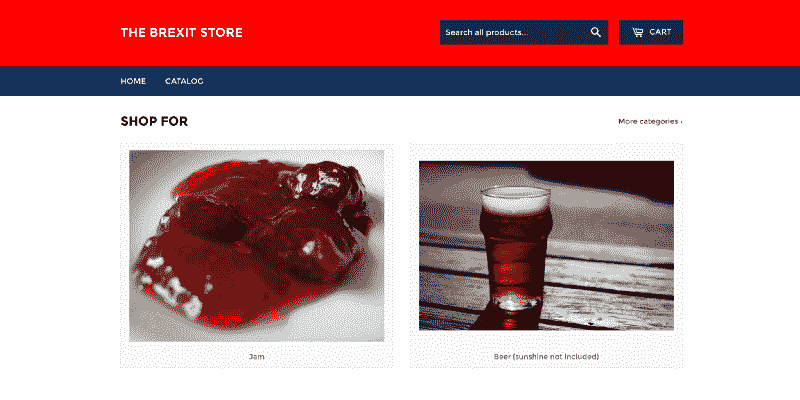 THE BREXIT STORE
Search all products...
CART
HOME
CATALOG
SHOP FOR
More categories ›
Jam
Beer (sunshine not included)